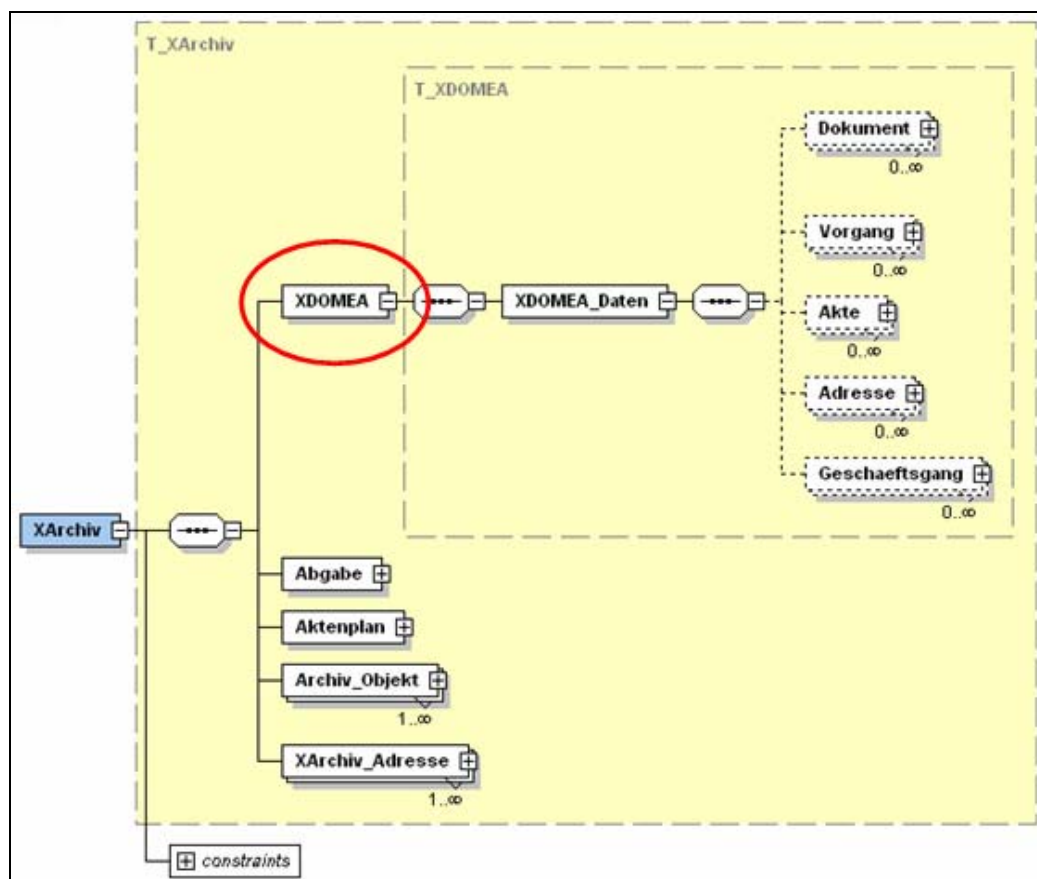 T_XArchiv
T_XDOMEA
Dokument
0..∞
Vorgang
0..∞
XDOMEA
XDOMEA_Daten
Akte
0..∞
Adresse
0..∞
Geschaeftsgang
0..∞
XArchiv
Abgabe
Aktenplan
Archiv_Objekt
1..∞
XArchiv_Adresse
1..∞
constraints